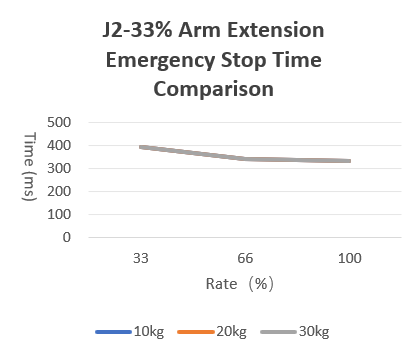 J2-33% Arm Extension
Emergency Stop Time
Comparison
500
400
300
200
100
0
Time (ms)
33 66 100
Rate（%）
10kg 20kg 30kg